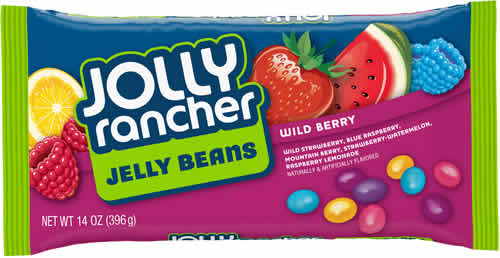 JOLLY
rancher
JELLY BEANS
WILD BERRY
WILD STRAWBERRY, BLUE RASPBERRY,
MOUNTAIN BERRY, STRAWBERRY-WATERMELON,
RASPBERRY LEMONADE
NATURALLY & ARTIFICIALLY FLAVORED
NET WT 14 OZ (396g)
JOLLY